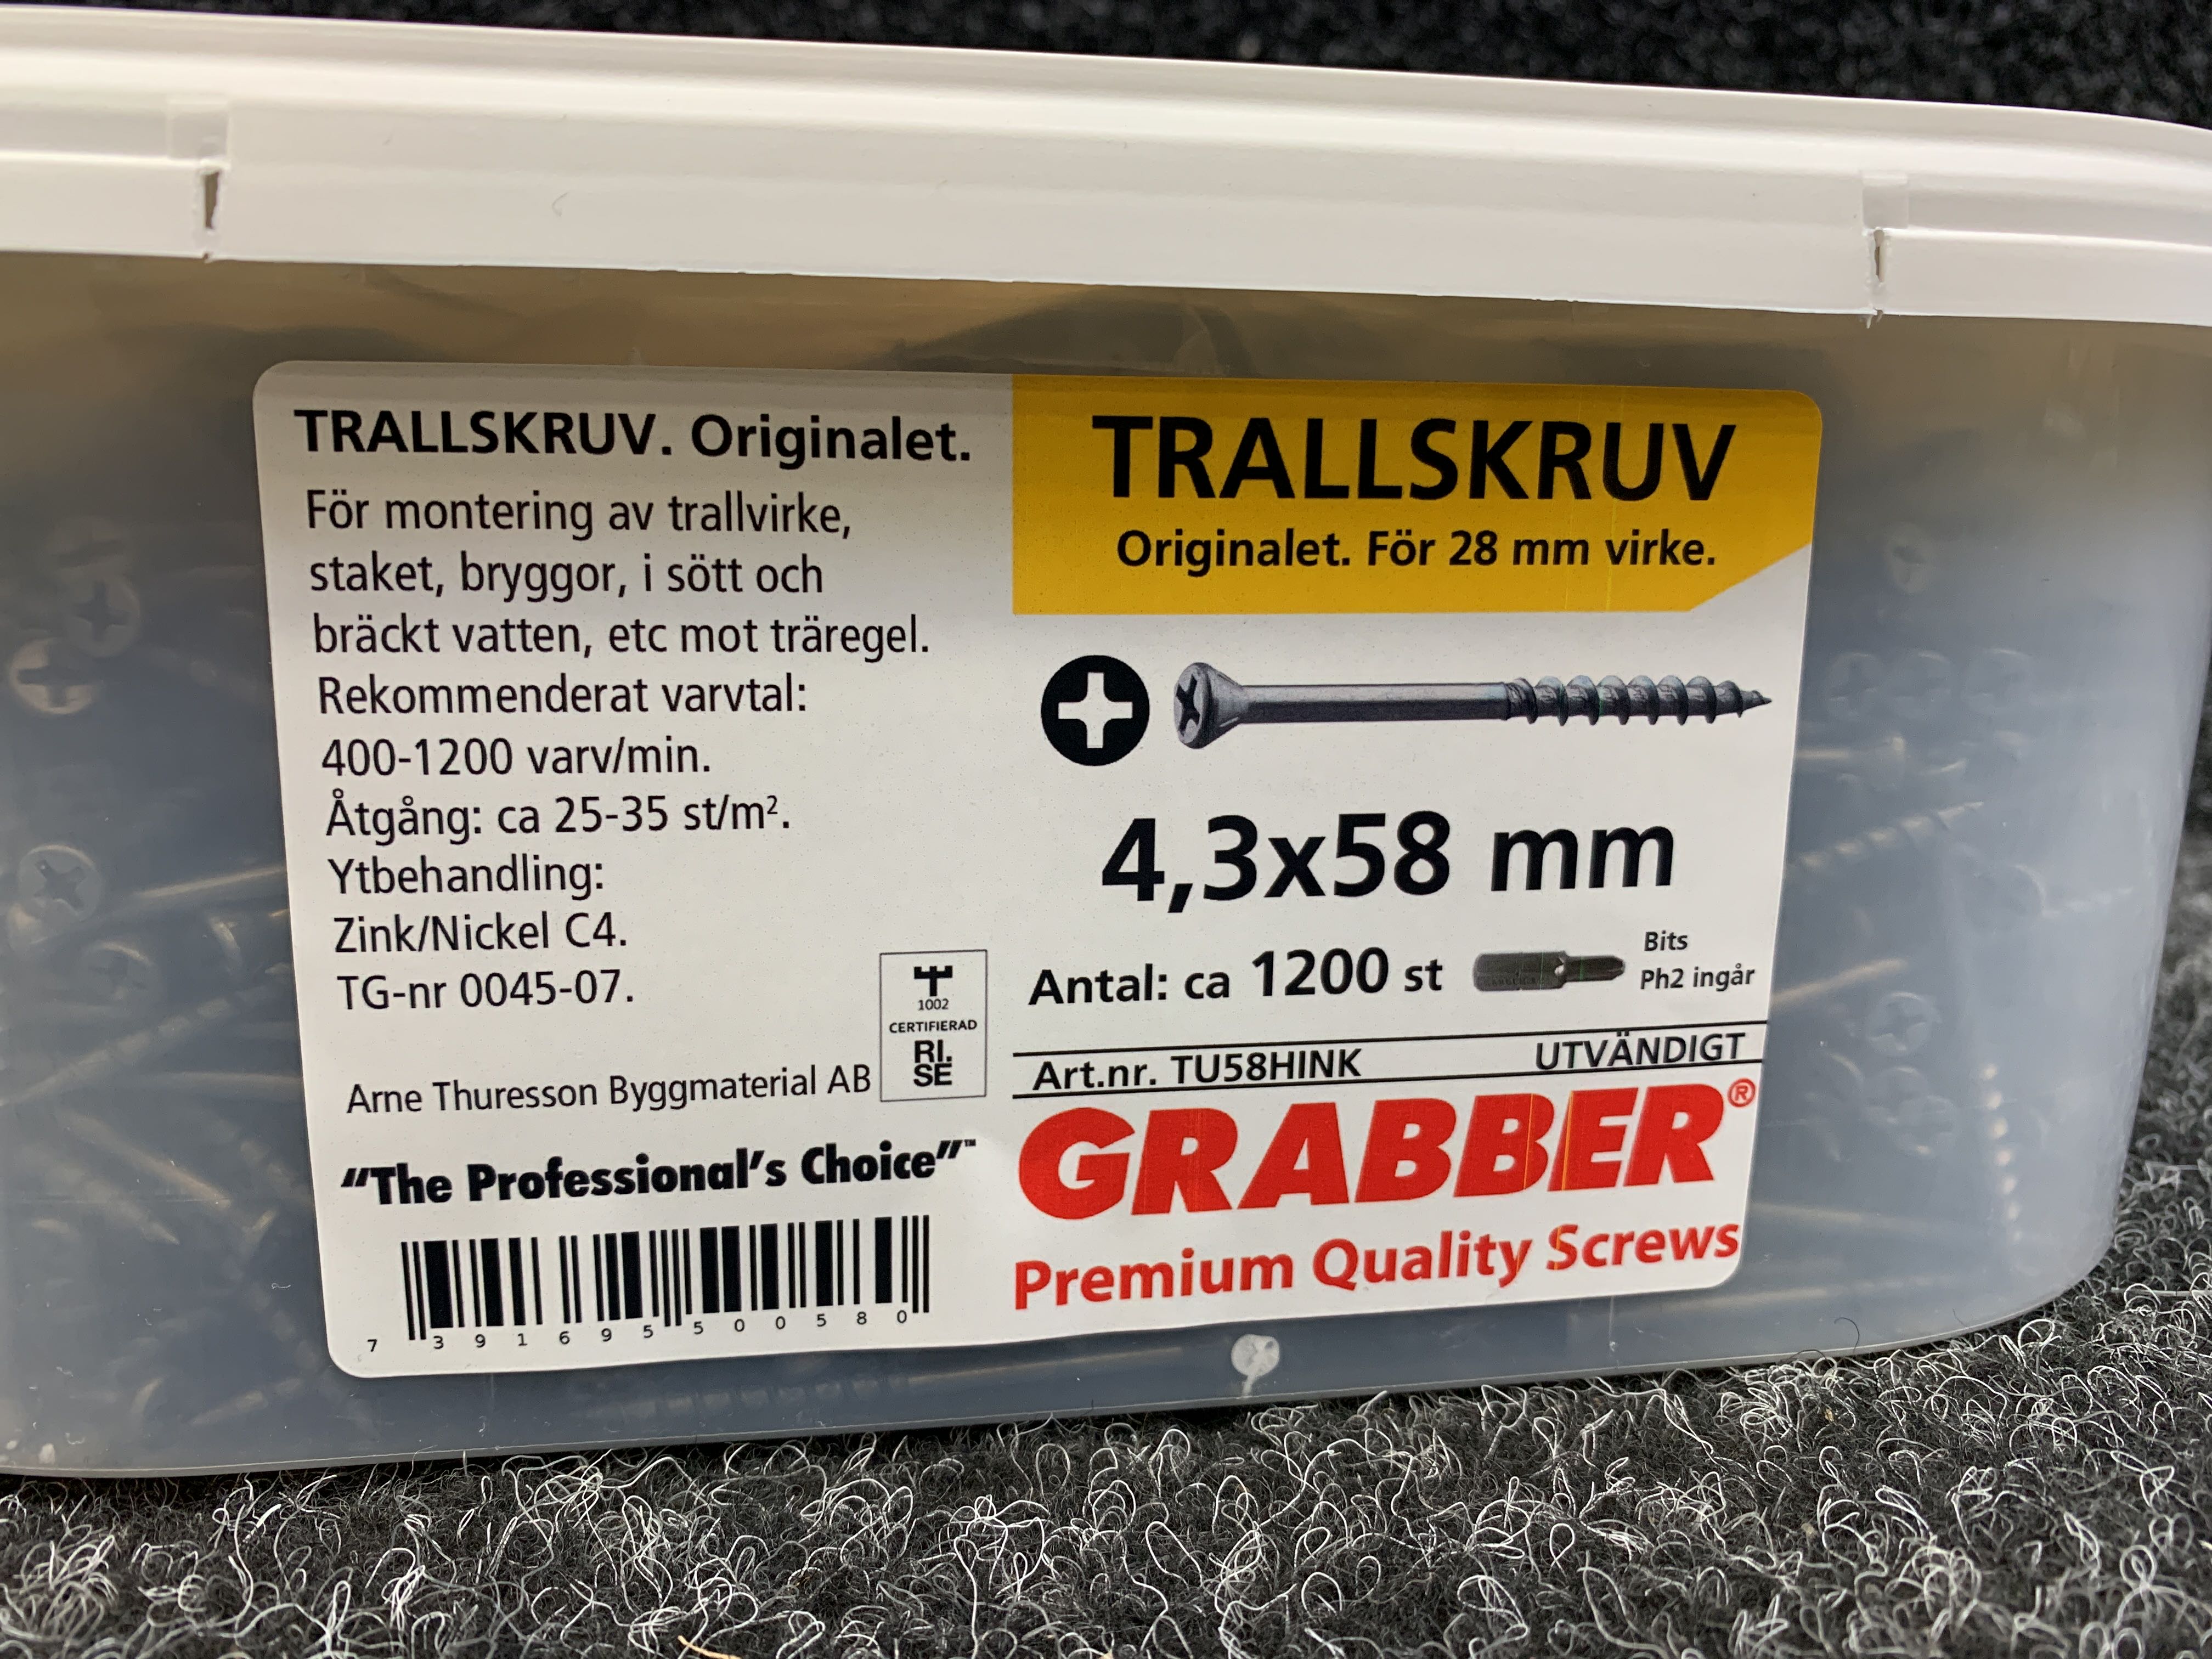 TRALLSKRUV. Originalet.
För montering av trallvirke,
staket, bryggor, i sött och
bräckt vatten, etc mot träregel.
Rekommenderat varvtal:
400-1200 varv/min.
Åtgång: ca 25-35 st/m².
Ytbehandling:
Zink/Nickel C4.
TG-nr 0045-07.
1002
CERTIFIERAD
RI.
SE
Arne Thuresson Byggmaterial AB
"The Professional's Choice"™
7 391695 500580
TRALLSKRUV
Originalet. För 28 mm virke.
4,3x58 mm
Antal: ca 1200 st
Bits
Ph2 ingår
Art.nr. TU58HINK UTVÄNDIGT
GRABBER®
Premium Quality Screws